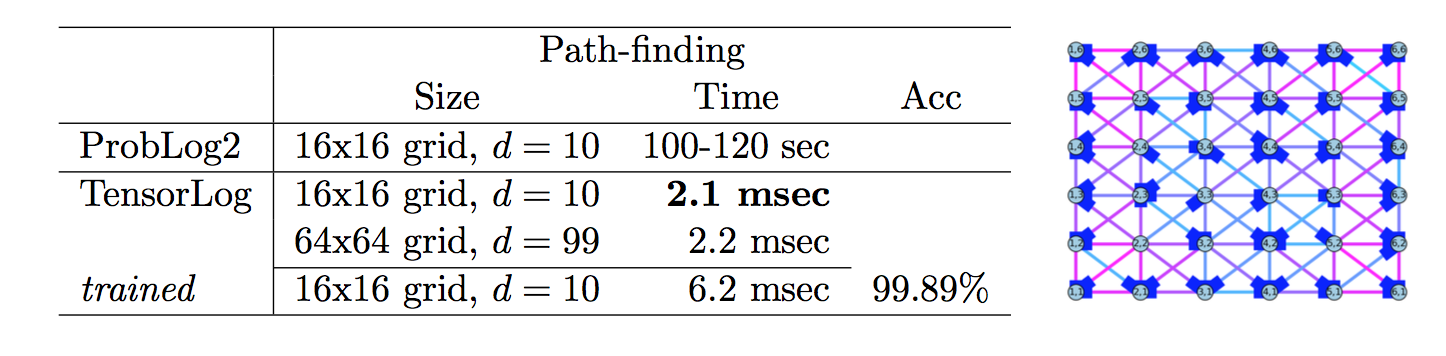 Path-finding
Size Time Acc
ProbLog2 16x16 grid, d = 10 100-120 sec
TensorLog 16x16 grid, d = 10 2.1 msec
64x64 grid, d = 99 2.2 msec
trained 16x16 grid, d = 10 6.2 msec 99.89%
1,6 2,6 3,6 4,6 5,6 6,6
1,5 2,5 3,5 4,5 5,5 6,5
1,4 2,4 3,4 4,4 5,4 6,4
1,3 2,3 3,3 4,3 5,3 6,3
1,2 2,2 3,2 4,2 5,2 6,2
1,1 2,1 3,1 4,1 5,1 6,1